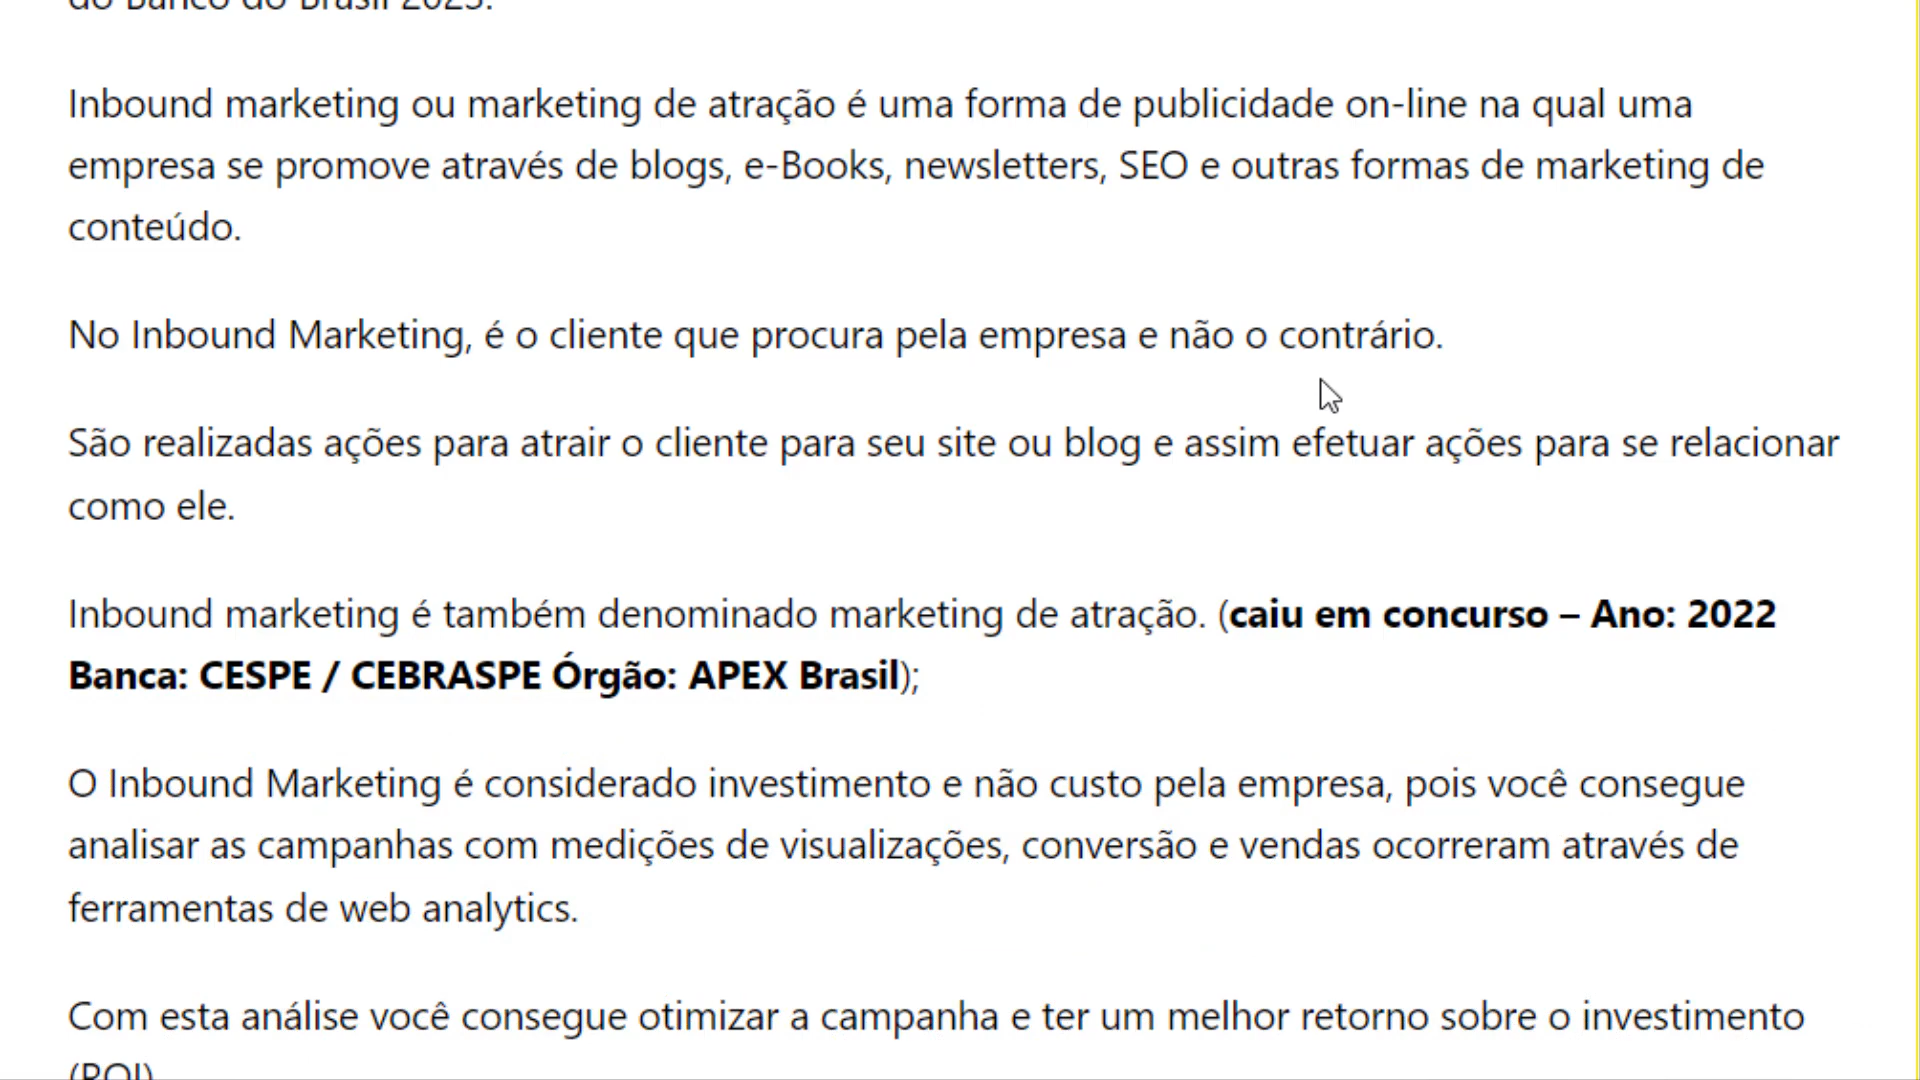 do Banco do Brasil 2023.
Inbound marketing ou marketing de atração é uma forma de publicidade on-line na qual uma
empresa se promove através de blogs, e-Books, newsletters, SEO e outras formas de marketing de
conteúdo.
No Inbound Marketing, é o cliente que procura pela empresa e não o contrário.
São realizadas ações para atrair o cliente para seu site ou blog e assim efetuar ações para se relacionar
como ele.
Inbound marketing é também denominado marketing de atração. (caiu em concurso – Ano: 2022
Banca: CESPE / CEBRASPE Órgão: APEX Brasil);
O Inbound Marketing é considerado investimento e não custo pela empresa, pois você consegue
analisar as campanhas com medições de visualizações, conversão e vendas ocorreram através de
ferramentas de web analytics.
Com esta análise você consegue otimizar a campanha e ter um melhor retorno sobre o investimento
(ROI)